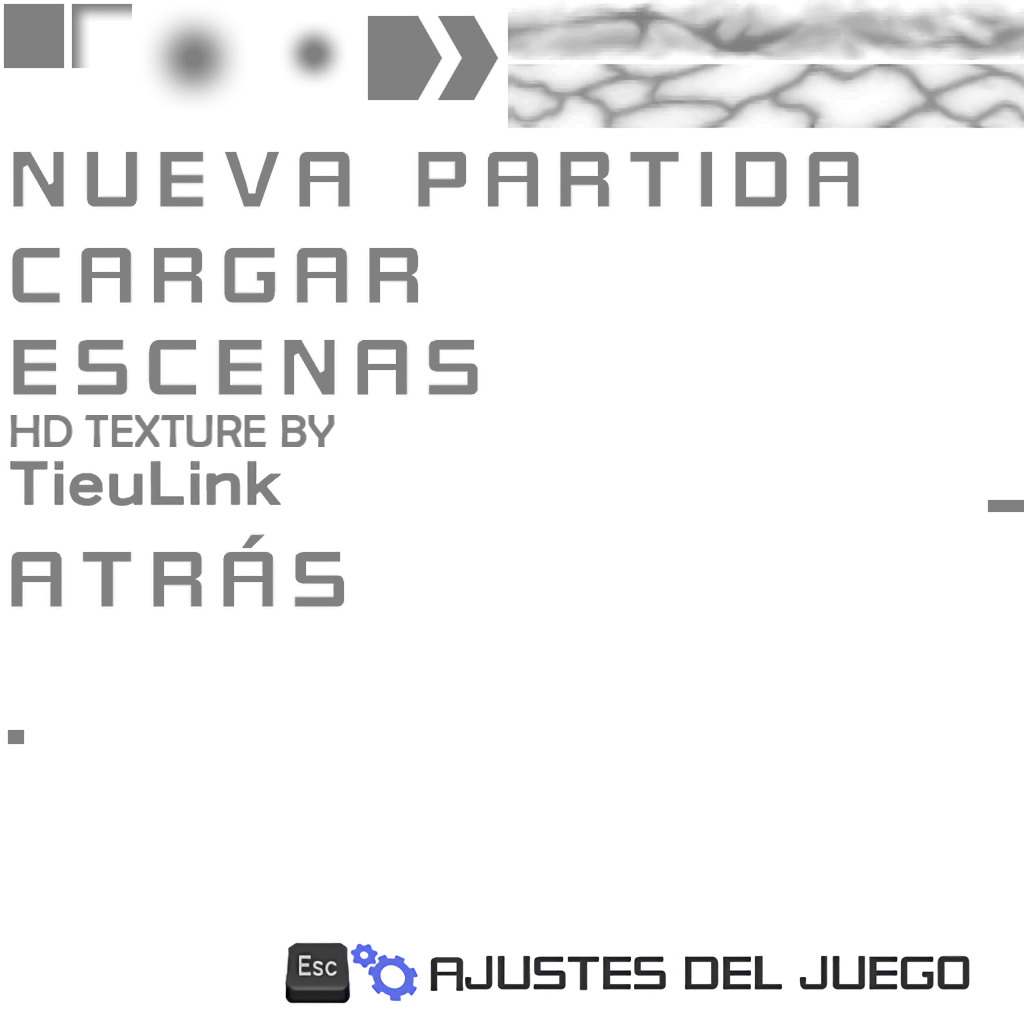 NUEVA PARTIDA
CARGAR
ESCENAS
HD TEXTURE BY
TieuLink
ATRÁS
Esc AJUSTES DEL JUEGO